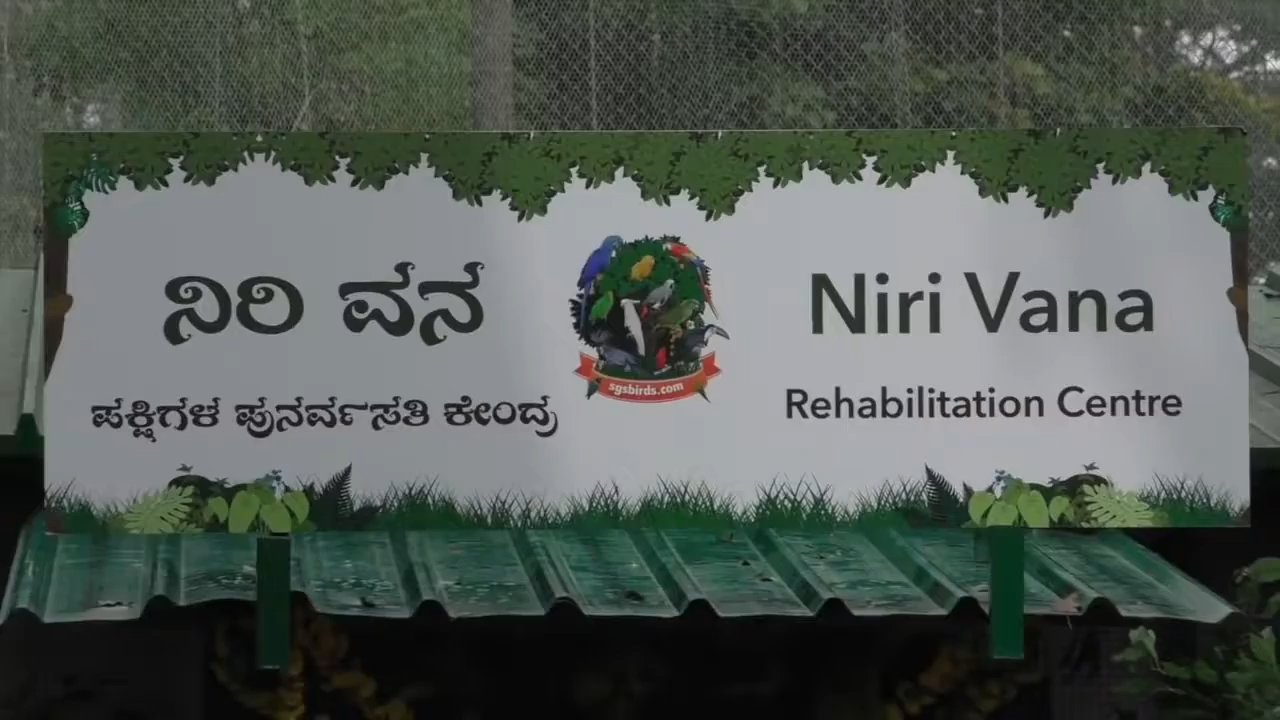 ನಿರಿ ವನ
ಪಕ್ಷಿಗಳ ಪುನರ್ವಸತಿ ಕೇಂದ್ರ
sgsbirds.com
Niri Vana
Rehabilitation Centre